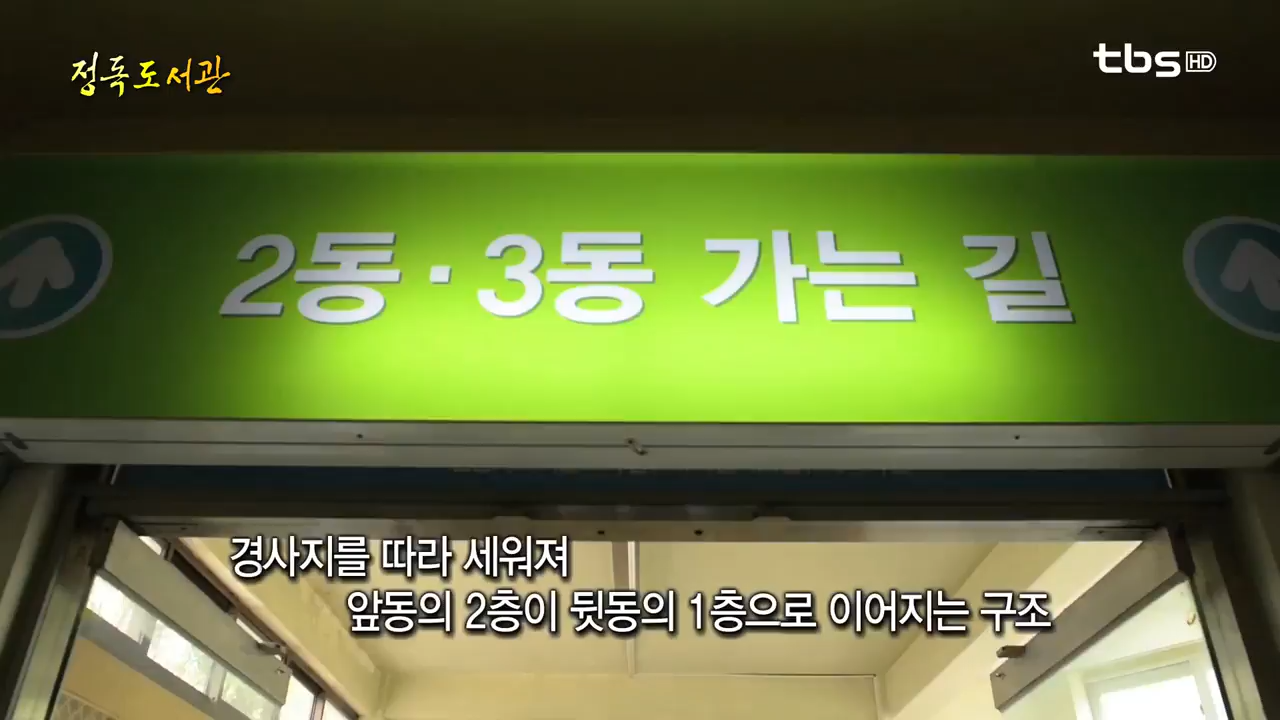 정독도서관
tbs HD
2동·3동 가는 길
경사지를 따라 세워져
앞동의 2층이 뒷동의 1층으로 이어지는 구조